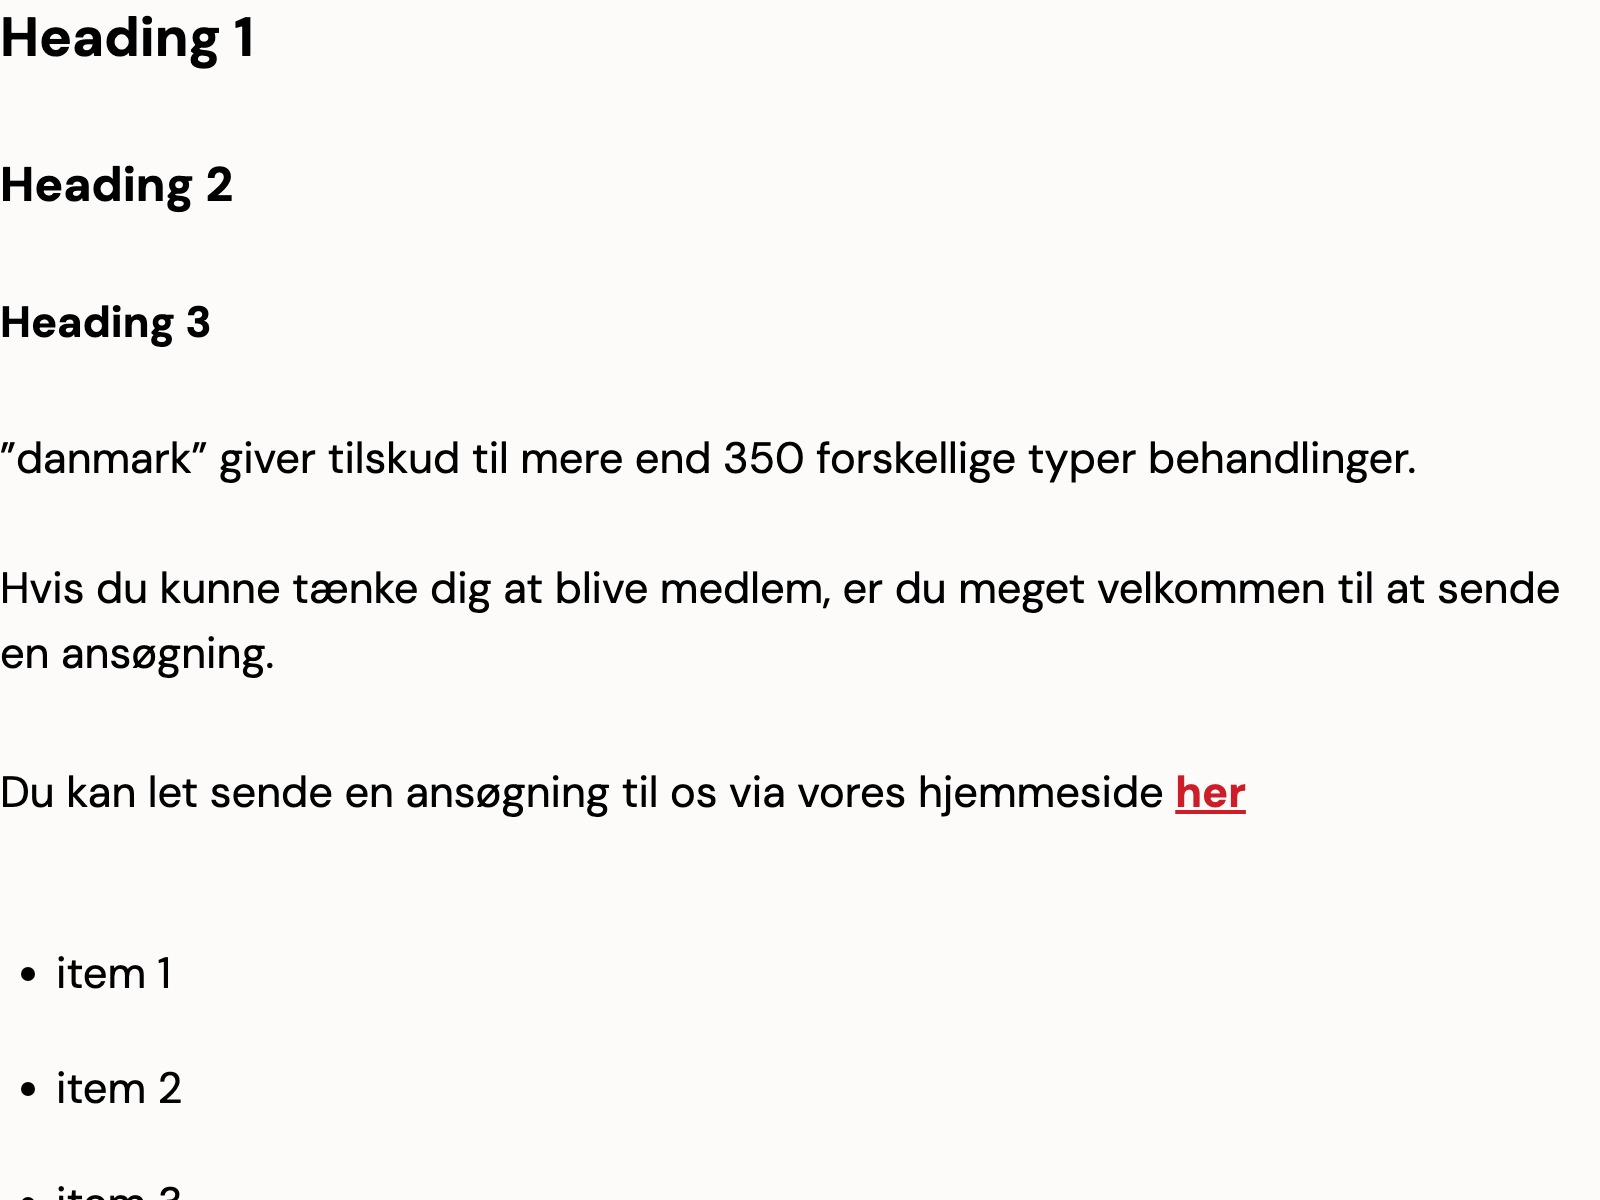 Heading 1
Heading 2
Heading 3
”danmark” giver tilskud til mere end 350 forskellige typer behandlinger.
Hvis du kunne tænke dig at blive medlem, er du meget velkommen til at sende
en ansøgning.
Du kan let sende en ansøgning til os via vores hjemmeside her
• item 1
• item 2
• item 3